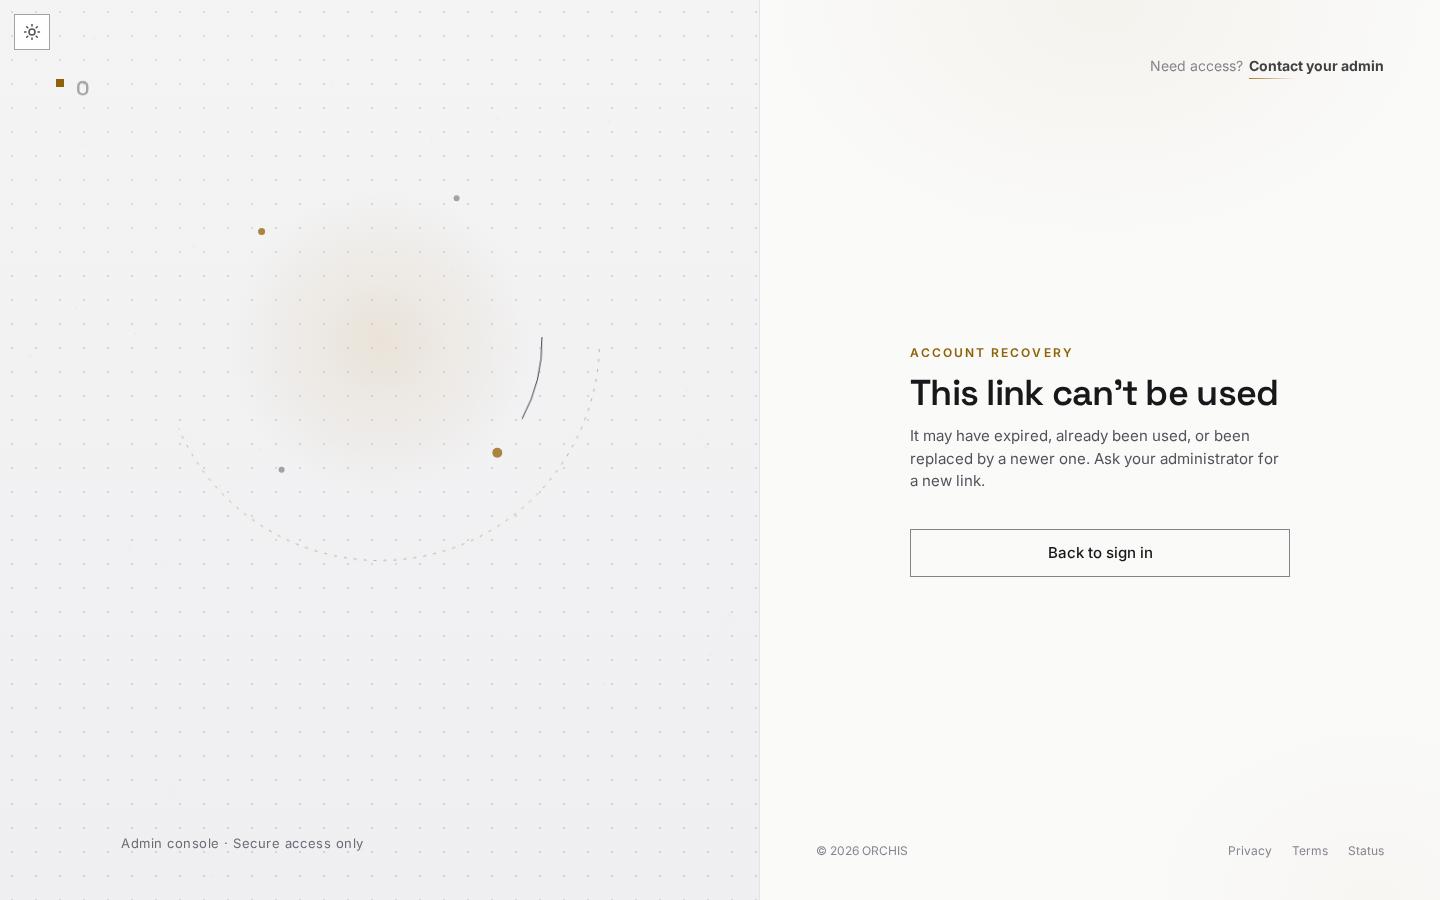 O
Need access? Contact your admin
ACCOUNT RECOVERY
This link can’t be used
It may have expired, already been used, or been
replaced by a newer one. Ask your administrator for
a new link.
Back to sign in
Admin console · Secure access only
© 2026 ORCHIS
Privacy Terms Status